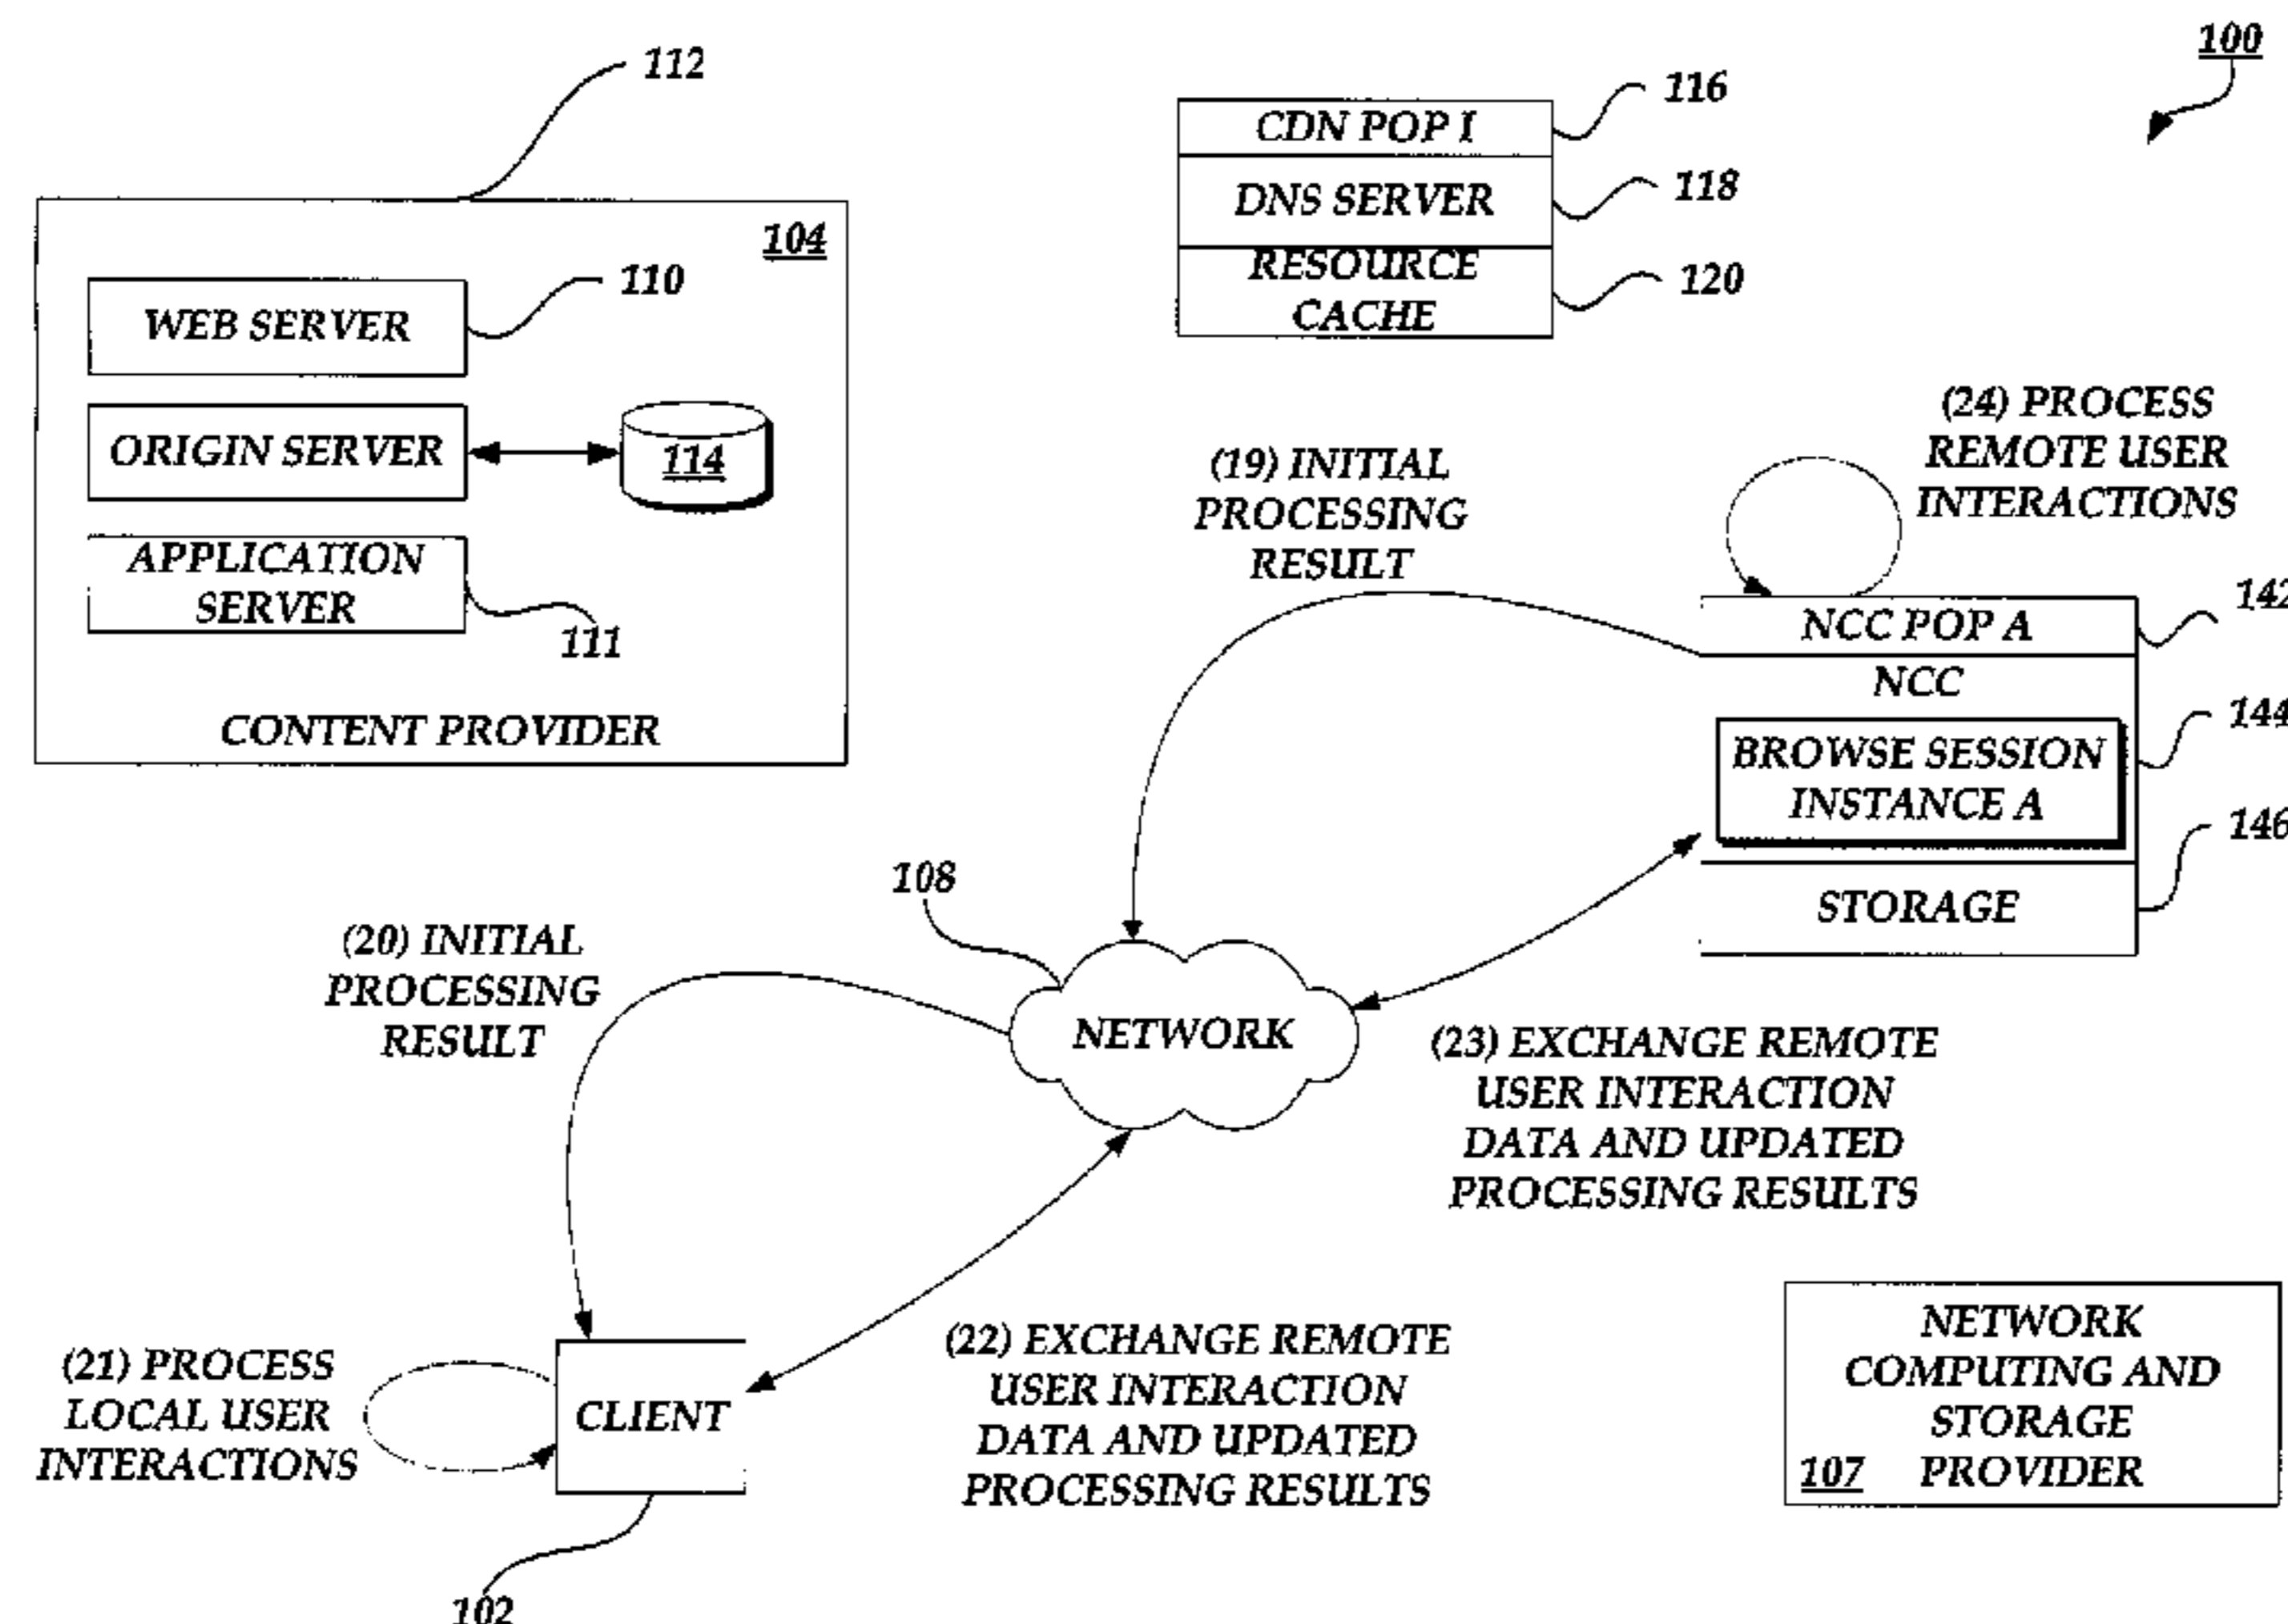 100
112
104
WEB SERVER
110
ORIGIN SERVER
114
APPLICATION
SERVER
111
CONTENT PROVIDER
CDN POP I
116
DNS SERVER
118
RESOURCE
CACHE
120
(19) INITIAL
PROCESSING
RESULT
(24) PROCESS
REMOTE USER
INTERACTIONS
NCC POP A
142
NCC
144
BROWSE SESSION
INSTANCE A
146
STORAGE
108
NETWORK
(20) INITIAL
PROCESSING
RESULT
(23) EXCHANGE REMOTE
USER INTERACTION
DATA AND UPDATED
PROCESSING RESULTS
(21) PROCESS
LOCAL USER
INTERACTIONS
CLIENT
102
(22) EXCHANGE REMOTE
USER INTERACTION
DATA AND UPDATED
PROCESSING RESULTS
NETWORK
COMPUTING AND
STORAGE
107 PROVIDER